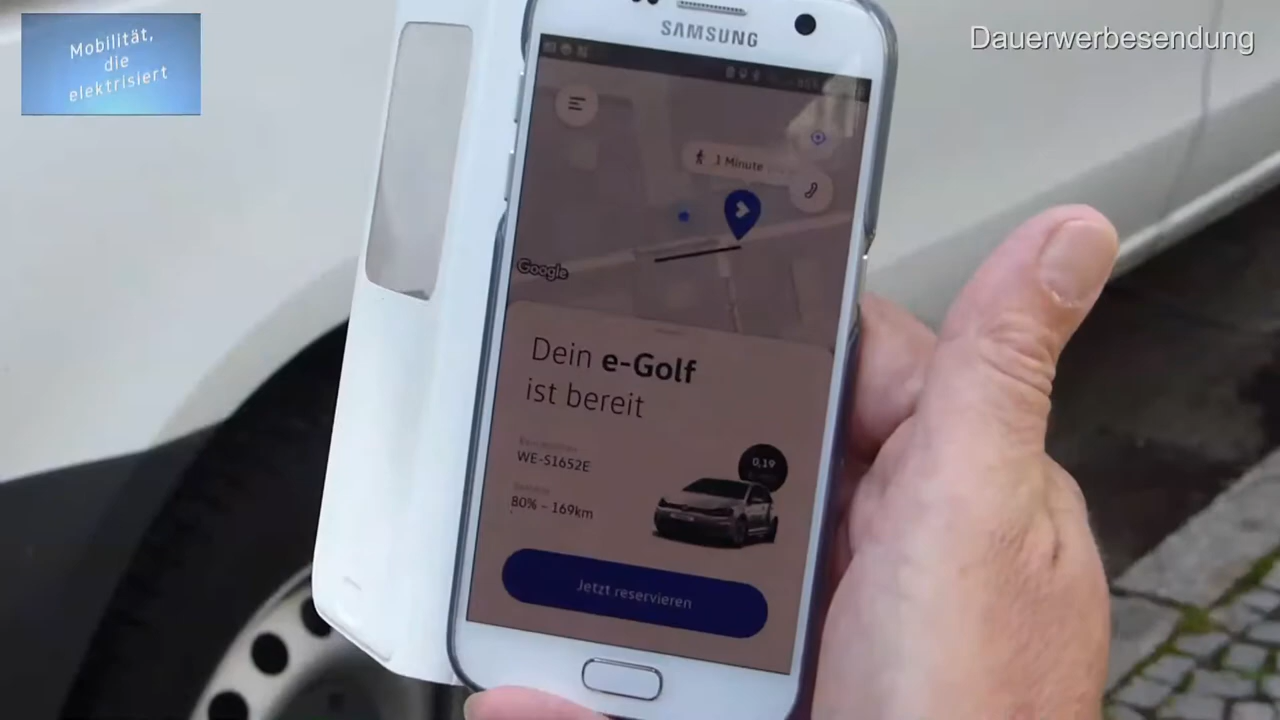 Mobilität,
die
elektrisiert
Dauerwerbesendung
SAMSUNG
1 Minute
Google
Dein e-Golf
ist bereit
WE-S1652E
80% – 169km
0,19
Jetzt reservieren